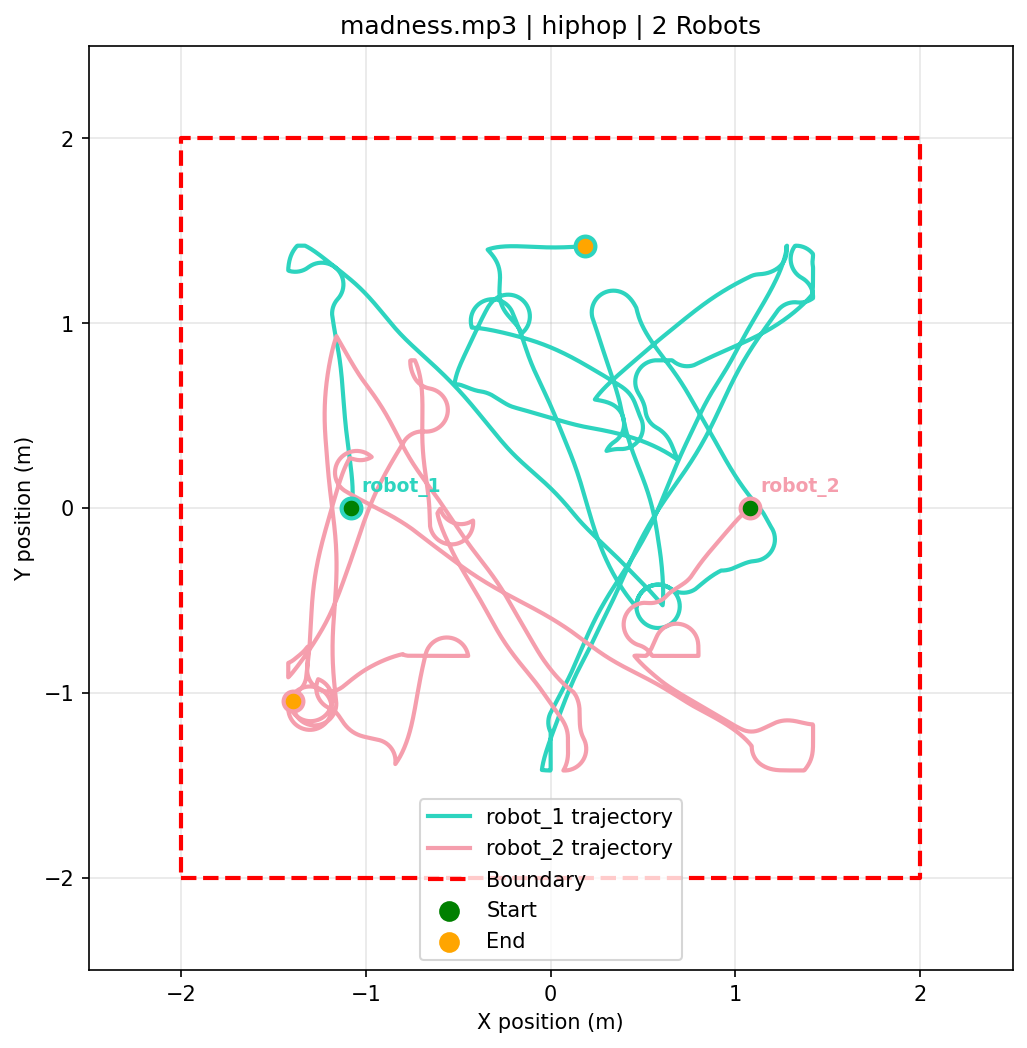 madness.mp3 | hiphop | 2 Robots
Y position (m)
2
1
0
−1
−2
robot_1
robot_2
robot_1 trajectory
robot_2 trajectory
Boundary
Start
End
−2
−1
0
1
2
X position (m)